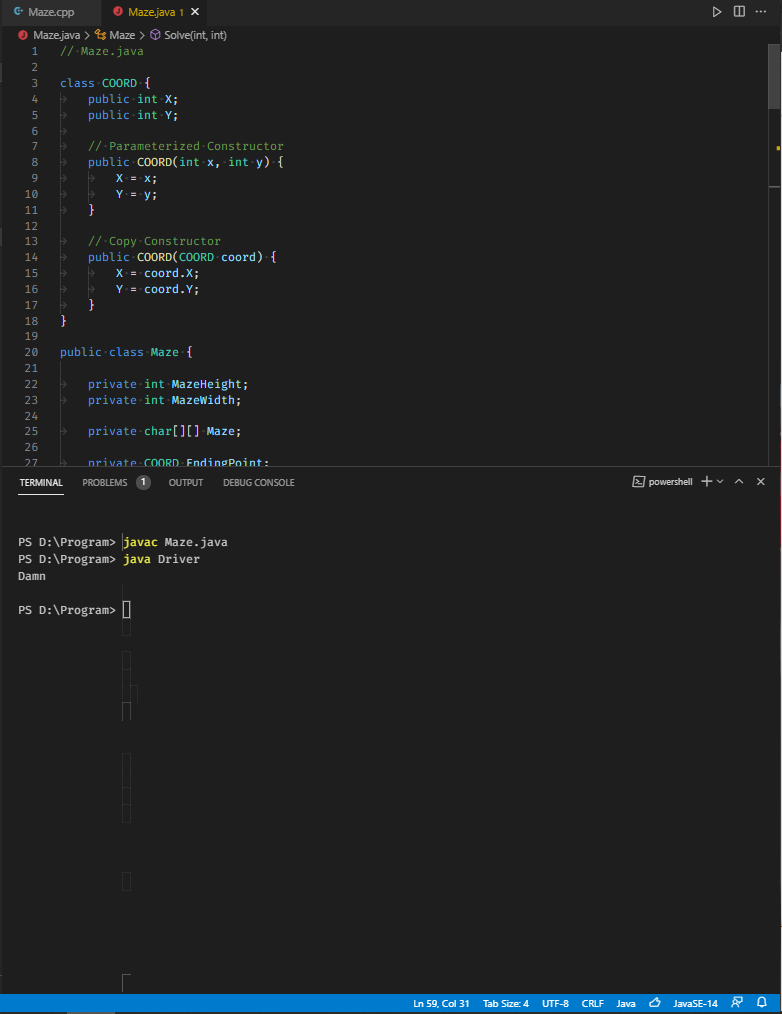 Maze.cpp
Maze.java 1
Maze.java > Maze > Solve(int, int)
1 // Maze.java
2
3 class COORD {
4 public int X;
5 public int Y;
6
7 // Parameterized Constructor
8 public COORD(int x, int y) {
9 X = x;
10 Y = y;
11 }
12
13 // Copy Constructor
14 public COORD(COORD coord) {
15 X = coord.X;
16 Y = coord.Y;
17 }
18 }
19
20 public class Maze {
21
22 private int MazeHeight;
23 private int MazeWidth;
24
25 private char[][] Maze;
26
27 private COORD EndingPoint;
TERMINAL PROBLEMS 1 OUTPUT DEBUG CONSOLE powershell
PS D:\Program> javac Maze.java
PS D:\Program> java Driver
Damn
PS D:\Program>
Ln 59, Col 31 Tab Size: 4 UTF-8 CRLF Java JavaSE-14